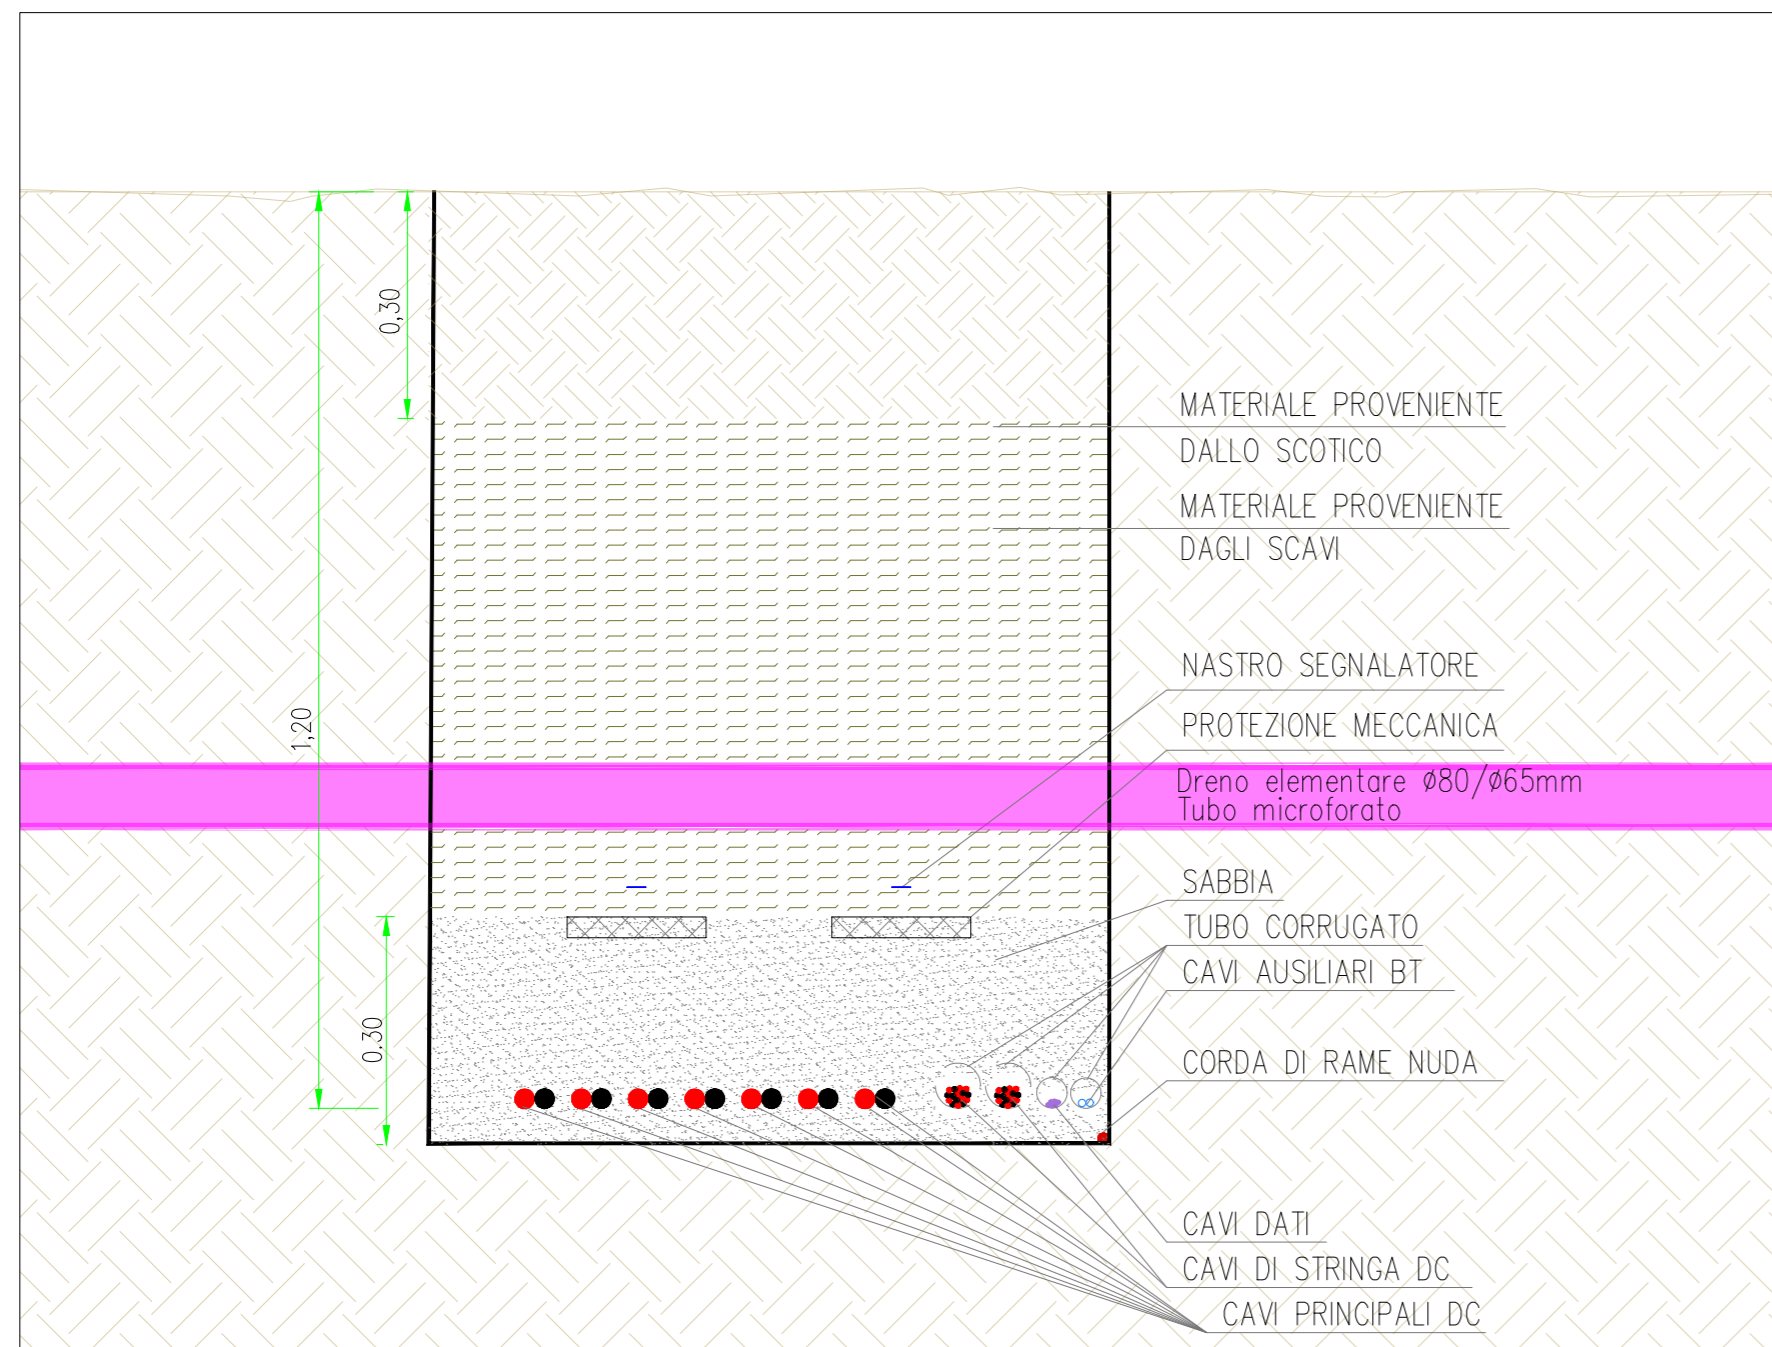 0,30
MATERIALE PROVENIENTE
DALLO SCOTICO
MATERIALE PROVENIENTE
DAGLI SCAVI
NASTRO SEGNALATORE
1,20
PROTEZIONE MECCANICA
Dreno elementare ø80/ø65mm
Tubo microforato
SABBIA
TUBO CORRUGATO
CAVI AUSILIARI BT
0.30
CORDA DI RAME NUDA
CAVI DATI
CAVI DI STRINGA DC
CAVI PRINCIPALI DC